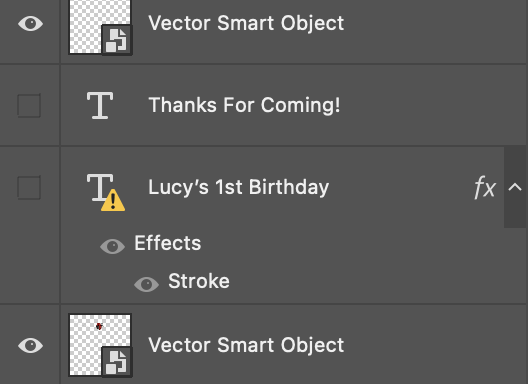 Vector Smart Object
T Thanks For Coming!
T Lucy’s 1st Birthday fx
Effects
Stroke
Vector Smart Object